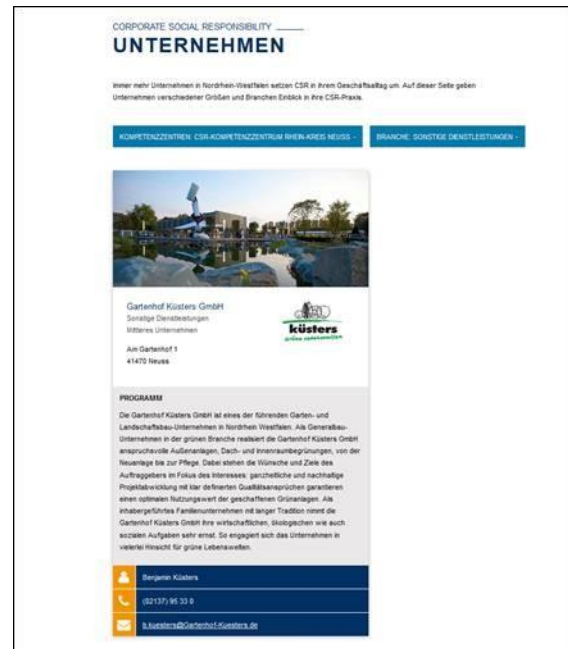 CORPORATE SOCIAL RESPONSIBILITY
UNTERNEHMEN
Immer mehr Unternehmen in Nordrhein-Westfalen setzen CSR in ihrem Geschäftsalltag um. Auf dieser Seite geben
Unternehmen verschiedener Größen und Branchen Einblick in ihre CSR-Praxis.
KOMPETENZZENTREN: CSR-KOMPETENZZENTRUM RHEIN-KREIS NEUSS -
BRANCHE: SONSTIGE DIENSTLEISTUNGEN -
Gartenhof Küsters GmbH
Sonstige Dienstleistungen
Mittleres Unternehmen
Am Gartenhof 1
41470 Neuss
küsters
Grüne Lebenswelten
PROGRAMM
Die Gartenhof Küsters GmbH ist eines der führenden Garten- und
Landschaftsbau-Unternehmen in Nordrhein Westfalen. Als Generalbau-
Unternehmen in der grünen Branche realisiert die Gartenhof Küsters GmbH
anspruchsvolle Außenanlagen, Dach- und Innenraumbegrünungen, von der
Neuanlage bis zur Pflege. Dabei stehen die Wünsche und Ziele des
Auftraggebers im Fokus des Interesses: ganzheitliche und nachhaltige
Projektabwicklung mit klar definierten Qualitätsansprüchen garantieren
einen optimalen Nutzungswert der geschaffenen Grünanlagen. Als
inhabergeführtes Familienunternehmen mit langer Tradition nimmt die
Gartenhof Küsters GmbH ihre wirtschaftlichen, ökologischen wie auch
sozialen Aufgaben sehr ernst. So engagiert sich das Unternehmen in
vielerlei Hinsicht für grüne Lebenswelten.
Benjamin Küsters
(02137) 95 33 0
b.kuesters@Gartenhof-Kuesters.de